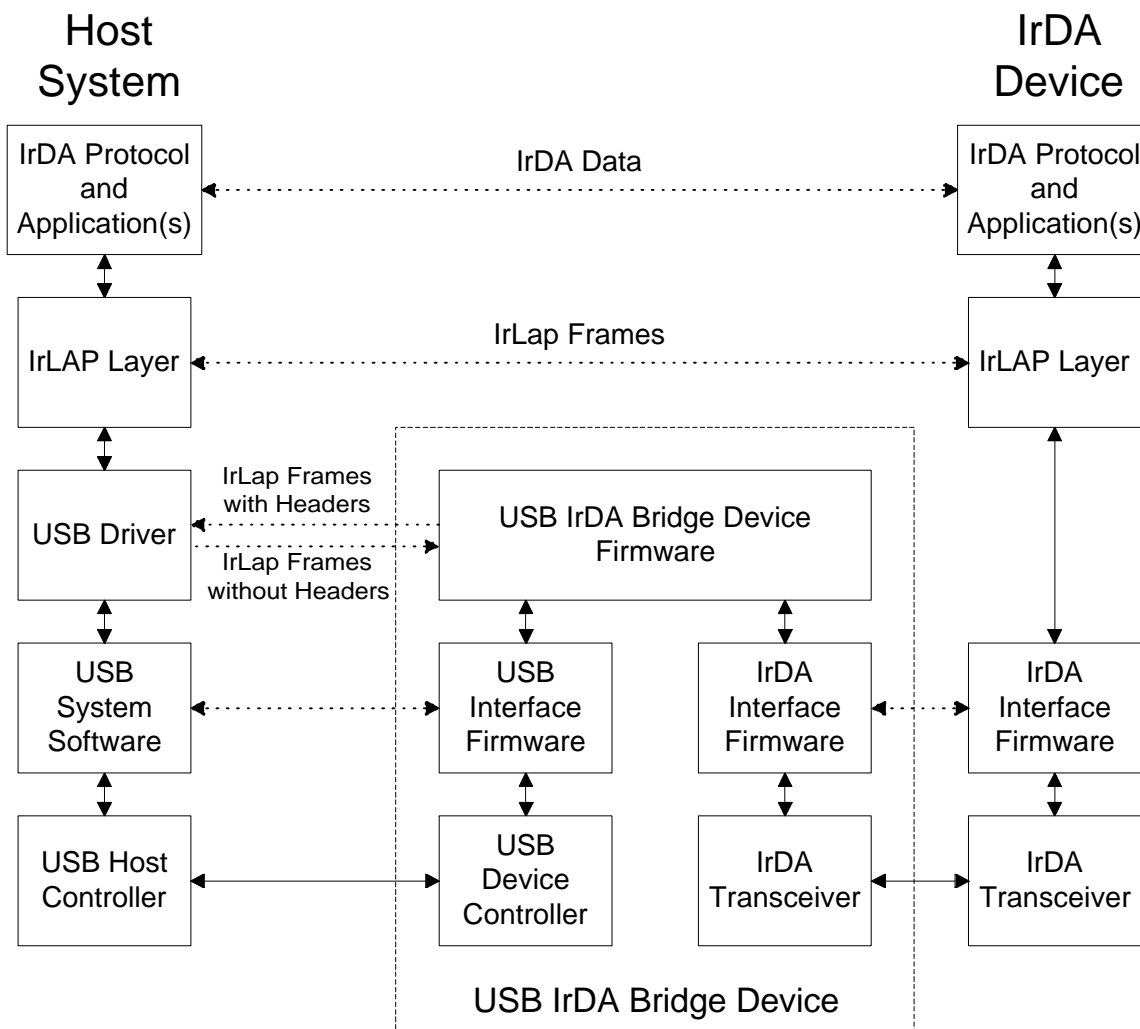 Host
System
IrDA
Device
IrDA Protocol
and
Application(s)
IrDA Data
IrDA Protocol
and
Application(s)
IrLAP Layer
IrLap Frames
IrLAP Layer
USB Driver
IrLap Frames
with Headers
IrLap Frames
without Headers
USB IrDA Bridge Device
Firmware
USB
System
Software
USB
Interface
Firmware
IrDA
Interface
Firmware
IrDA
Interface
Firmware
USB Host
Controller
USB
Device
Controller
IrDA
Transceiver
IrDA
Transceiver
USB IrDA Bridge Device